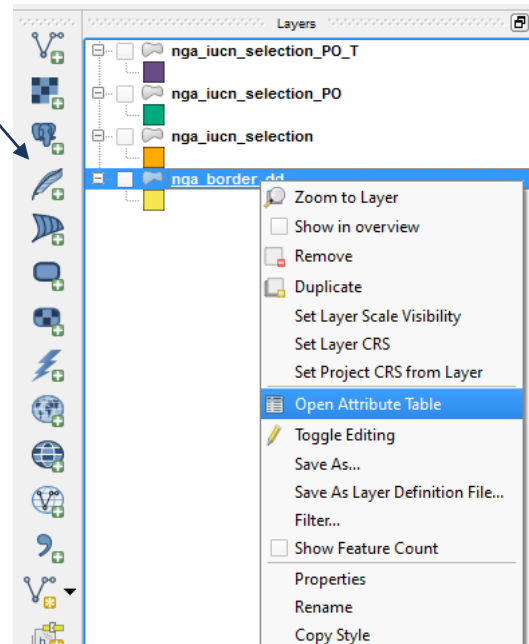 Layers
nga_iucn_selection_PO_T
nga_iucn_selection_PO
nga_iucn_selection
nga_border_dd
Zoom to Layer
Show in overview
Remove
Duplicate
Set Layer Scale Visibility
Set Layer CRS
Set Project CRS from Layer
Open Attribute Table
Toggle Editing
Save As...
Save As Layer Definition File...
Filter...
Show Feature Count
Properties
Rename
Copy Style